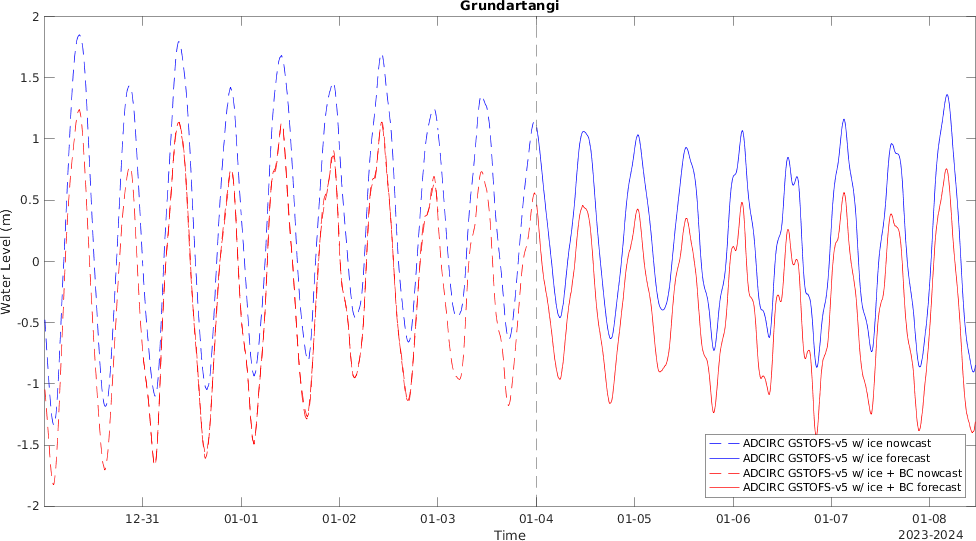 Grundartangi
2
1.5
1
0.5
0
-0.5
-1
-1.5
-2
Water Level (m)
12-31
01-01
01-02
01-03
01-04
01-05
01-06
01-07
01-08
2023-2024
Time
ADCIRC GSTOFS-v5 w/ ice nowcast
ADCIRC GSTOFS-v5 w/ ice forecast
ADCIRC GSTOFS-v5 w/ ice + BC nowcast
ADCIRC GSTOFS-v5 w/ ice + BC forecast